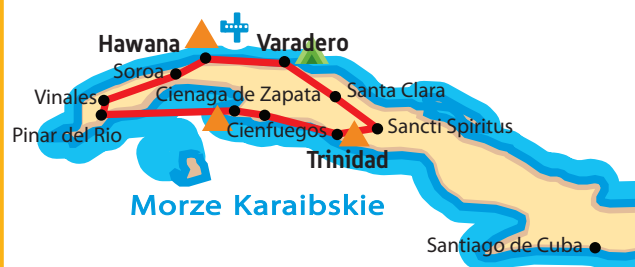 Hawana
Varadero
Soroa
Santa Clara
Vinales
Cienaga de Zapata
Pinar del Rio
Cienfuegos
Sancti Spiritus
Trinidad
Morze Karaibskie
Santiago de Cuba